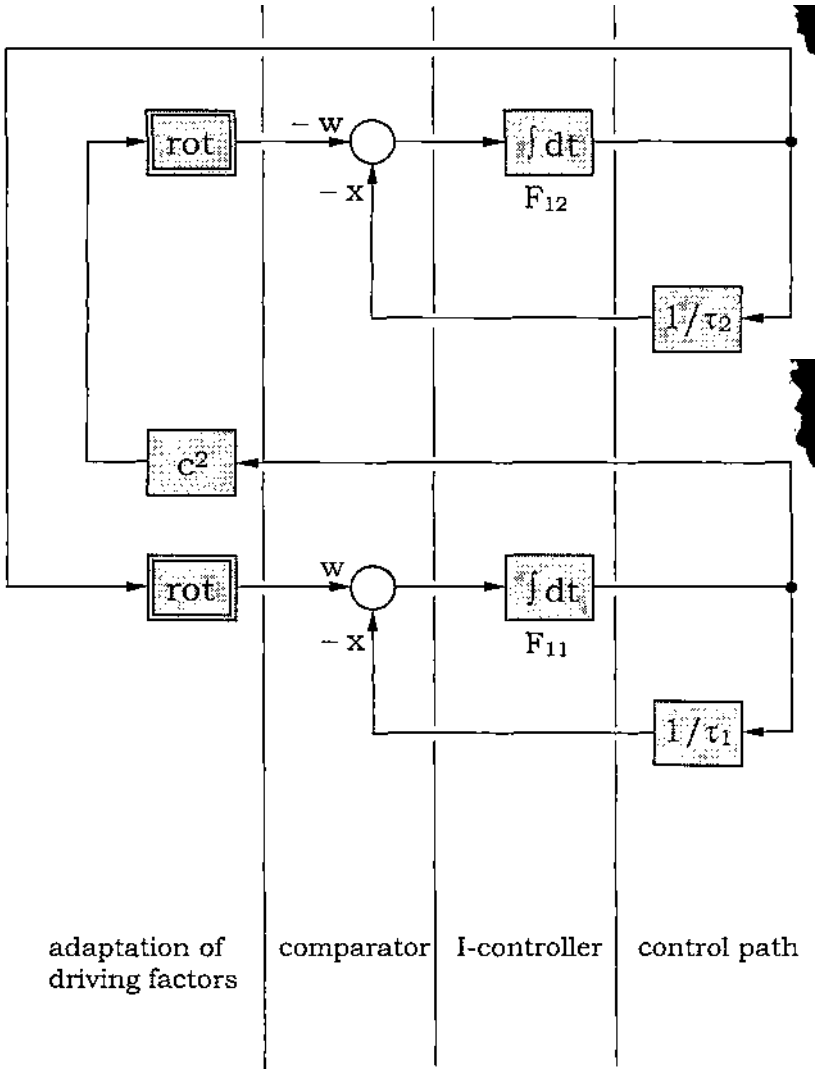 rot
− w
∫ dt
− x
F₁₂
1/τ₂
c²
rot
w
∫ dt
− x
F₁₁
1/τ₁
adaptation of
driving factors
comparator
I-controller
control path